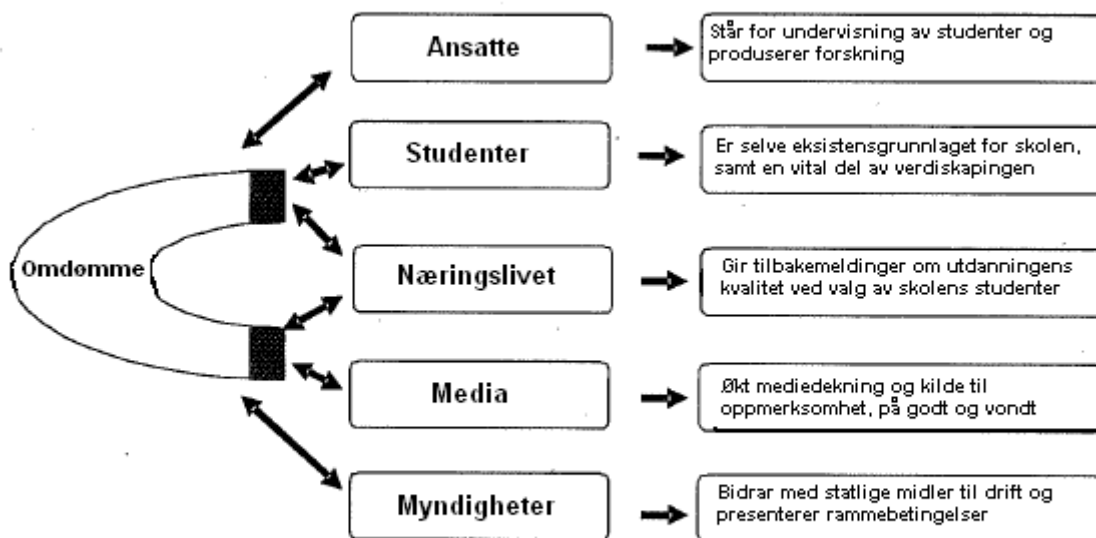 Ansatte
Står for undervisning av studenter og
produserer forskning
Studenter
Er selve eksistensgrunnlaget for skolen,
samt en vital del av verdiskapingen
Omdømme
Næringslivet
Gir tilbakemeldinger om utdanningens
kvalitet ved valg av skolens studenter
Media
Økt mediedekning og kilde til
oppmerksomhet, på godt og vondt
Myndigheter
Bidrar med statlige midler til drift og
presenterer rammebetingelser